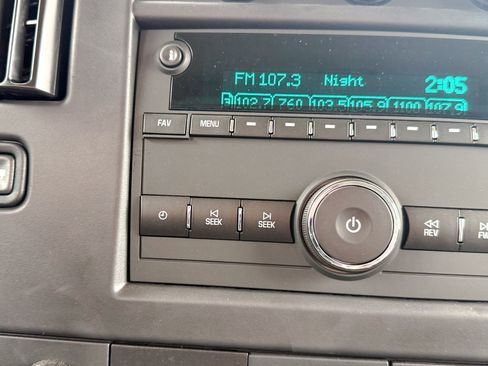 FM 107.3 Night 2:05
102.7 760 103.5 105.9 1100 107.9
FAV MENU
SEEK SEEK REV